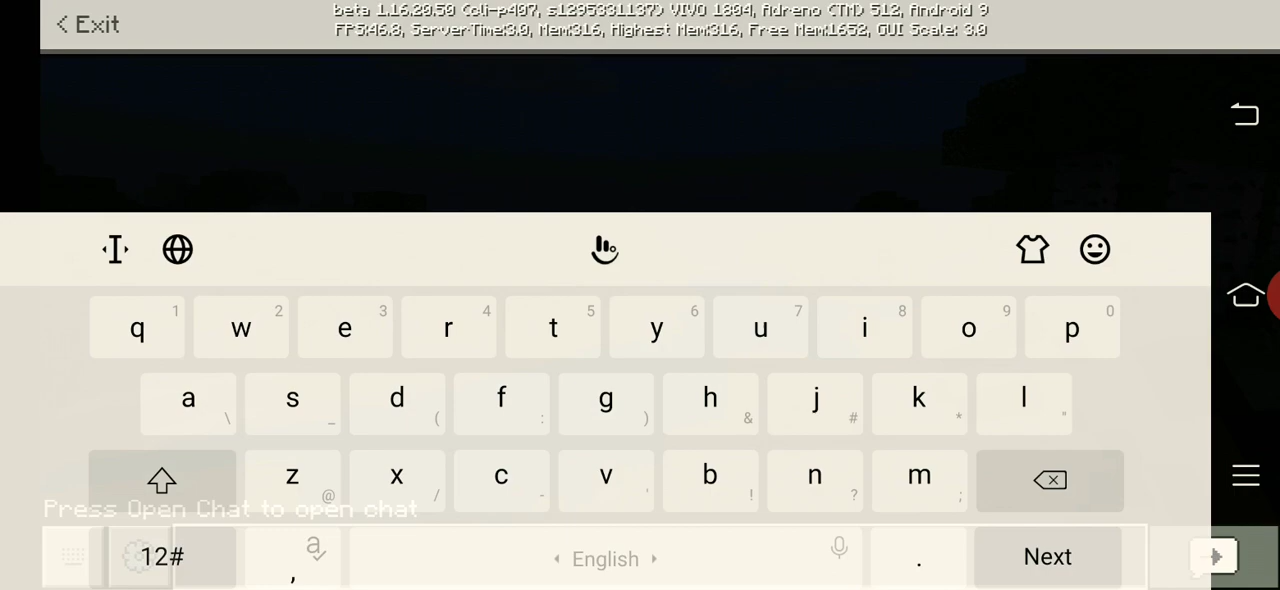 < Exit
beta 1.16.20.50 (oli-p407, s1295331137) VIVO 1804, Adreno (TM) 512, Android 9
FPS:46.8, ServerTime:3.0, Mem:316, Highest Mem:316, Free Mem:1652, GUI Scale: 3.0
1 2 3 4 5 6 7 8 9 0
q w e r t y u i o p
a s d f g h j k l
\ _ ( : ) & # * "
z x c v b n m
@ / - ' ! ? ;
Press Open Chat to open chat
12# , a English . Next